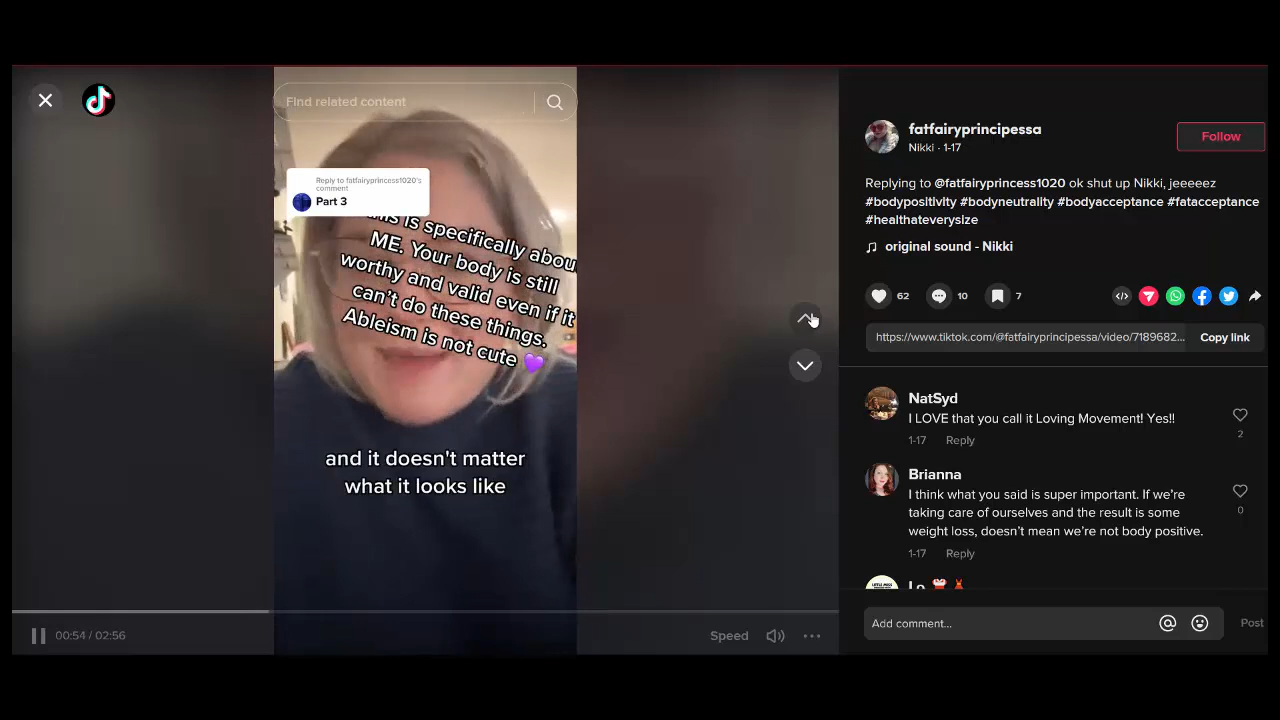 Find related content
Reply to fatfairyprincess1020's
comment
Part 3
is is specifically abou
ME. Your body is still
worthy and valid even if it
can't do these things.
Ableism is not cute 💜
and it doesn't matter
what it looks like
00:54 / 02:56
Speed
fatfairyprincipessa
Nikki · 1-17
Follow
Replying to @fatfairyprincess1020 ok shut up Nikki, jeeeeez
#bodypositivity #bodyneutrality #bodyacceptance #fatacceptance
#healthateverysize
original sound - Nikki
62
10
7
https://www.tiktok.com/@fatfairyprincipessa/video/7189682...
Copy link
NatSyd
I LOVE that you call it Loving Movement! Yes!!
1-17 Reply
2
Brianna
I think what you said is super important. If we're
taking care of ourselves and the result is some
weight loss, doesn't mean we're not body positive.
1-17 Reply
0
Add comment...
Post